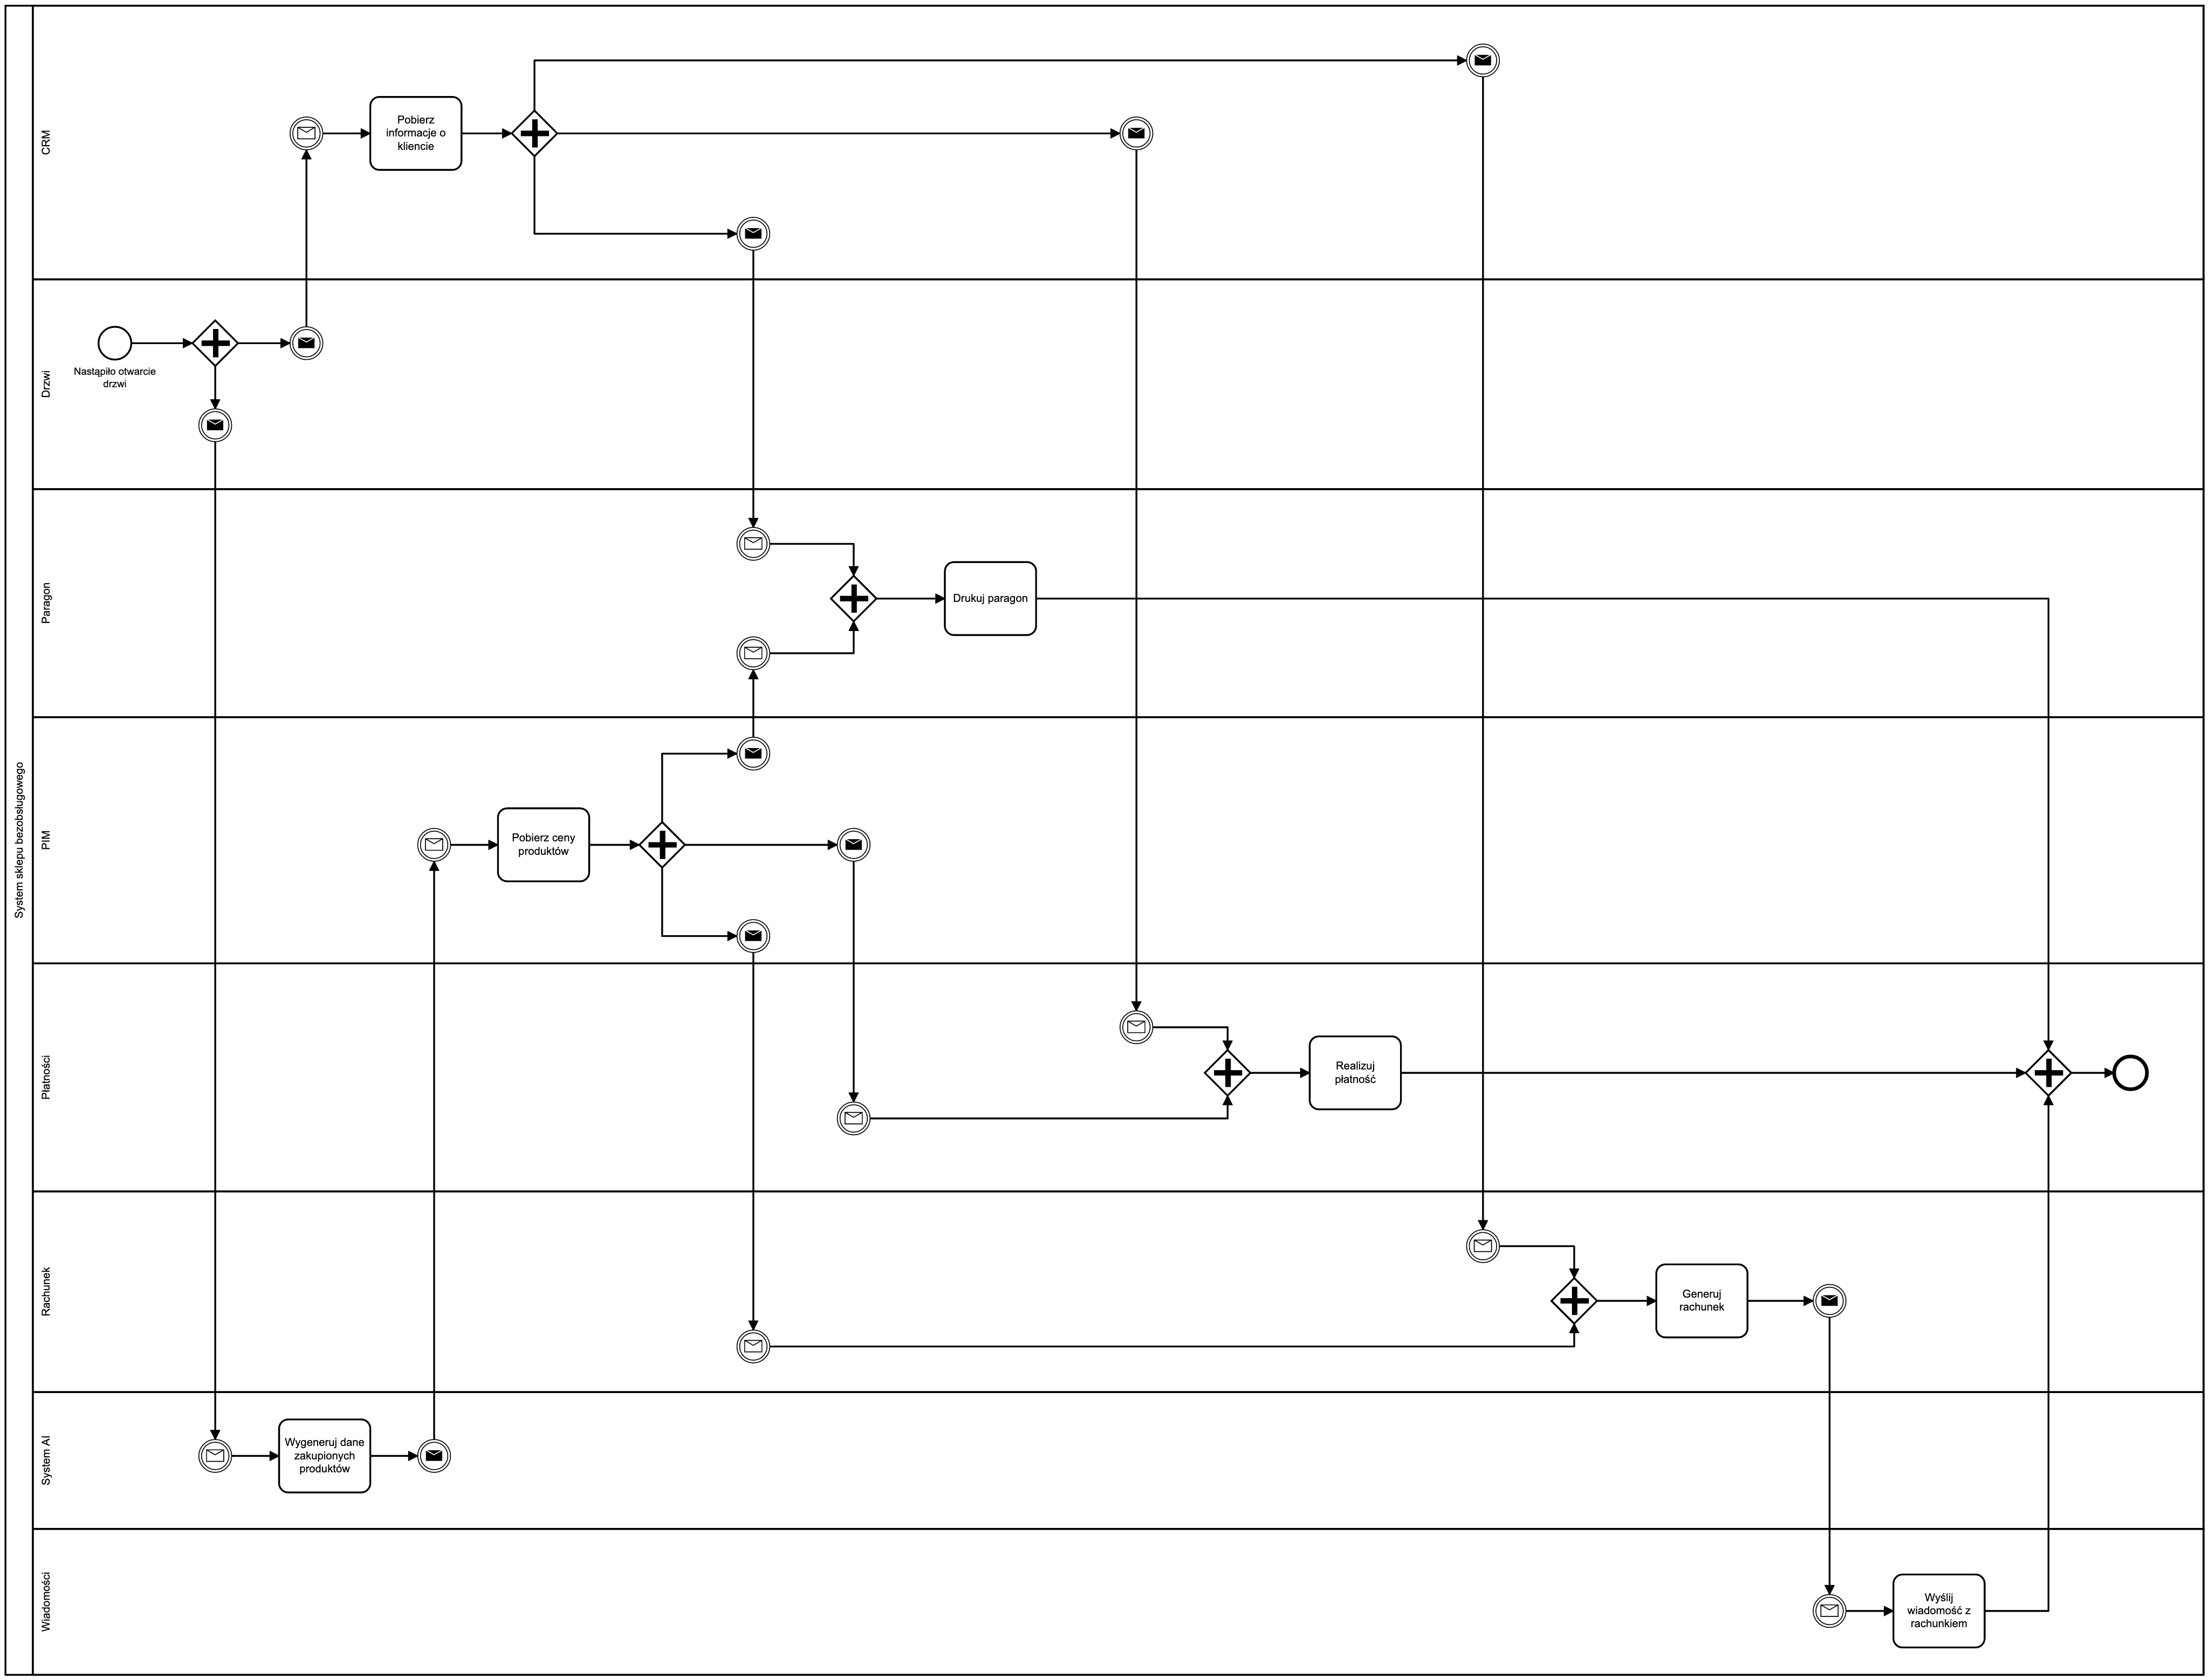 System sklepu bezobsługowego
CRM
Pobierz
informacje o
kliencie
Drzwi
Nastąpiło otwarcie
drzwi
Paragon
Drukuj paragon
PIM
Pobierz ceny
produktów
Płatności
Realizuj
płatność
Rachunek
Generuj
rachunek
System AI
Wygeneruj dane
zakupionych
produktów
Wiadomości
Wyślij
wiadomość z
rachunkiem